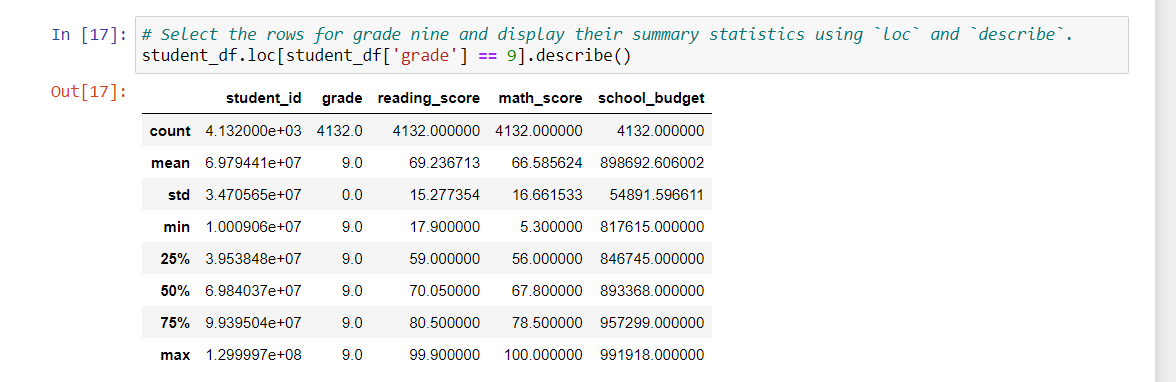 In [17]: # Select the rows for grade nine and display their summary statistics using `loc` and `describe`.
student_df.loc[student_df['grade'] == 9].describe()
Out[17]:
student_id grade reading_score math_score school_budget
count 4.132000e+03 4132.0 4132.000000 4132.000000 4132.000000
mean 6.979441e+07 9.0 69.236713 66.585624 898692.606002
std 3.470565e+07 0.0 15.277354 16.661533 54891.596611
min 1.000906e+07 9.0 17.900000 5.300000 817615.000000
25% 3.953848e+07 9.0 59.000000 56.000000 846745.000000
50% 6.984037e+07 9.0 70.050000 67.800000 893368.000000
75% 9.939504e+07 9.0 80.500000 78.500000 957299.000000
max 1.299997e+08 9.0 99.900000 100.000000 991918.000000